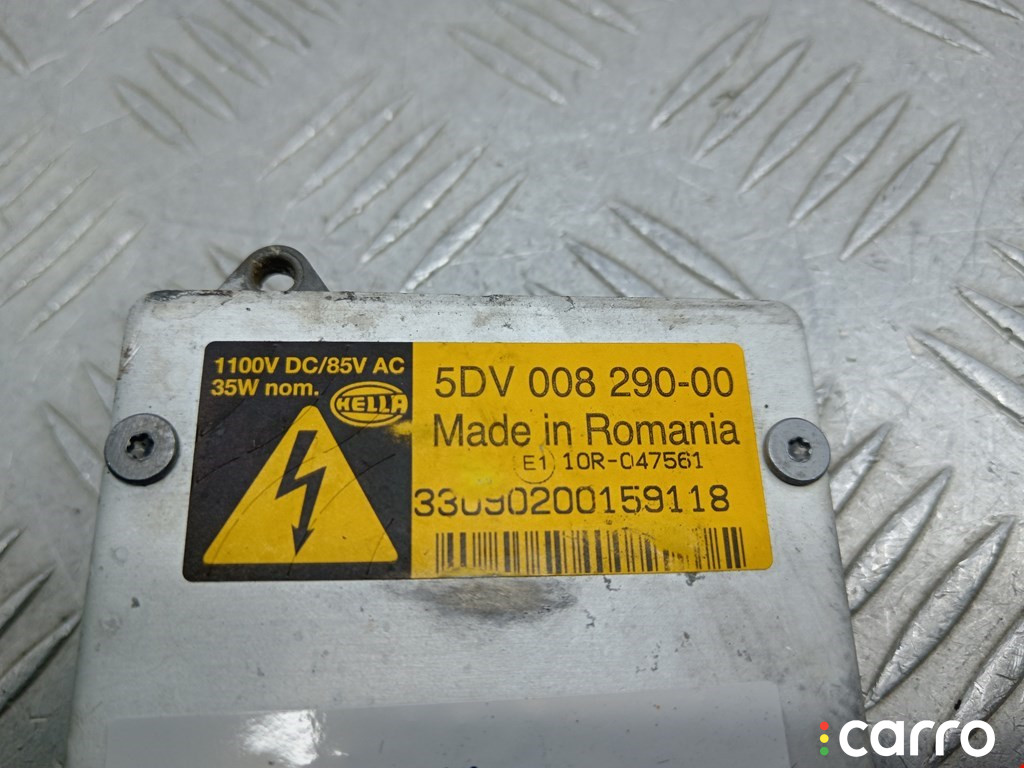 1100V DC/85V AC
35W nom.
HELLA
5DV 008 290-00
Made in Romania
E1 10R-047561
33090200159118
carro